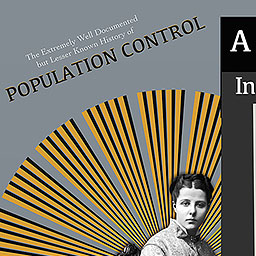 The Extremely Well Documented
but Lesser Known History of
POPULATION CONTROL
A
In